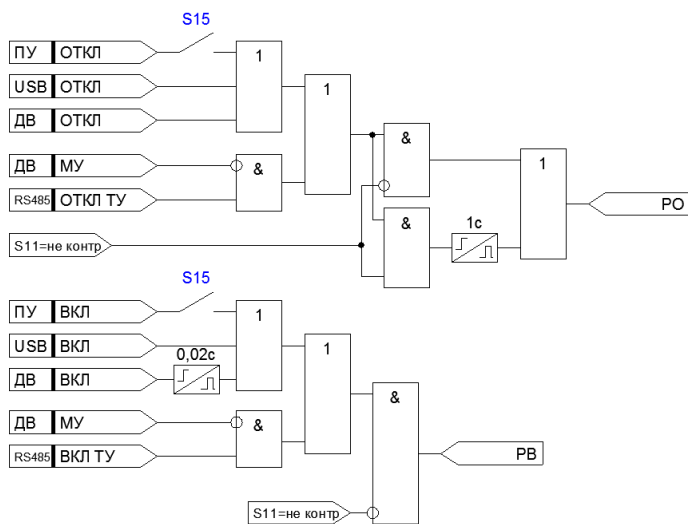 S15
ПУ ОТКЛ
1
USB ОТКЛ
1
ДВ ОТКЛ
&
ДВ МУ
&
1
RS485 ОТКЛ ТУ
РО
&
1с
S11=не контр
S15
ПУ ВКЛ
1
USB ВКЛ
1
0,02с
ДВ ВКЛ
&
ДВ МУ
&
RS485 ВКЛ ТУ
РВ
S11=не контр